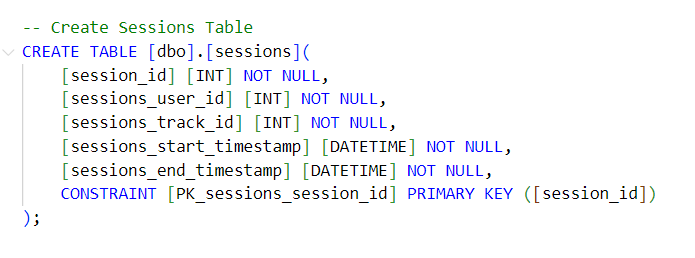 -- Create Sessions Table
CREATE TABLE [dbo].[sessions](
[session_id] [INT] NOT NULL,
[sessions_user_id] [INT] NOT NULL,
[sessions_track_id] [INT] NOT NULL,
[sessions_start_timestamp] [DATETIME] NOT NULL,
[sessions_end_timestamp] [DATETIME] NOT NULL,
CONSTRAINT [PK_sessions_session_id] PRIMARY KEY ([session_id])
);